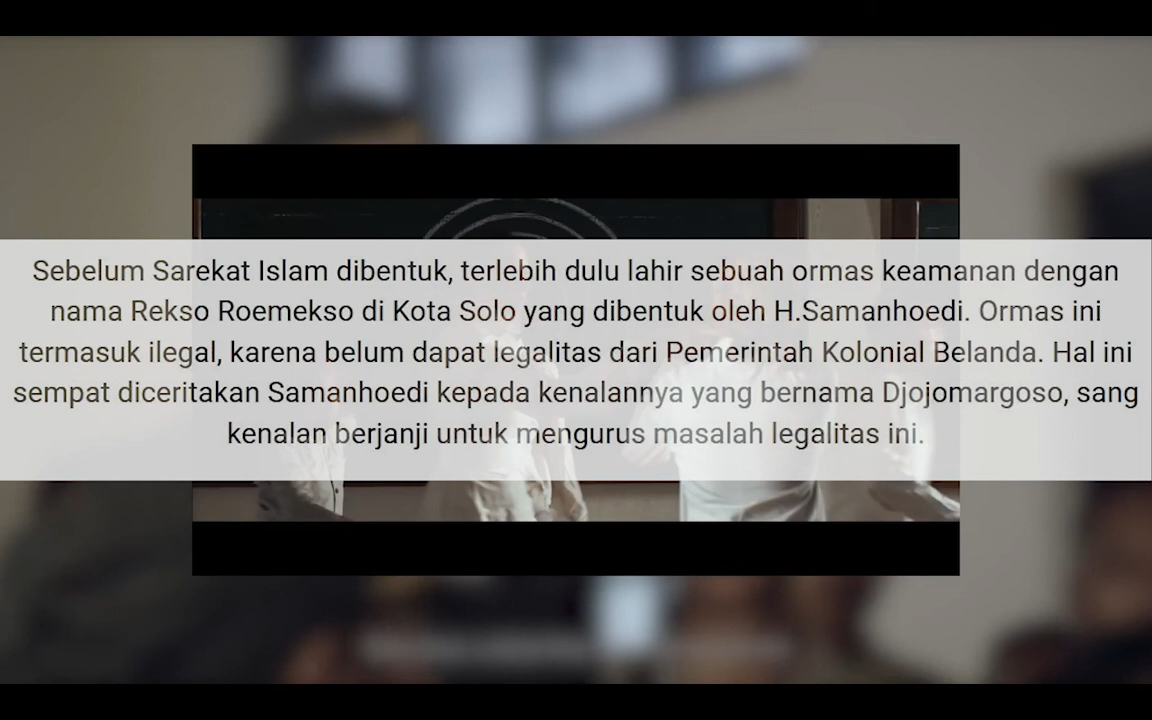 Sebelum Sarekat Islam dibentuk, terlebih dulu lahir sebuah ormas keamanan dengan
nama Rekso Roemekso di Kota Solo yang dibentuk oleh H.Samanhoedi. Ormas ini
termasuk ilegal, karena belum dapat legalitas dari Pemerintah Kolonial Belanda. Hal ini
sempat diceritakan Samanhoedi kepada kenalannya yang bernama Djojomargoso, sang
kenalan berjanji untuk mengurus masalah legalitas ini.